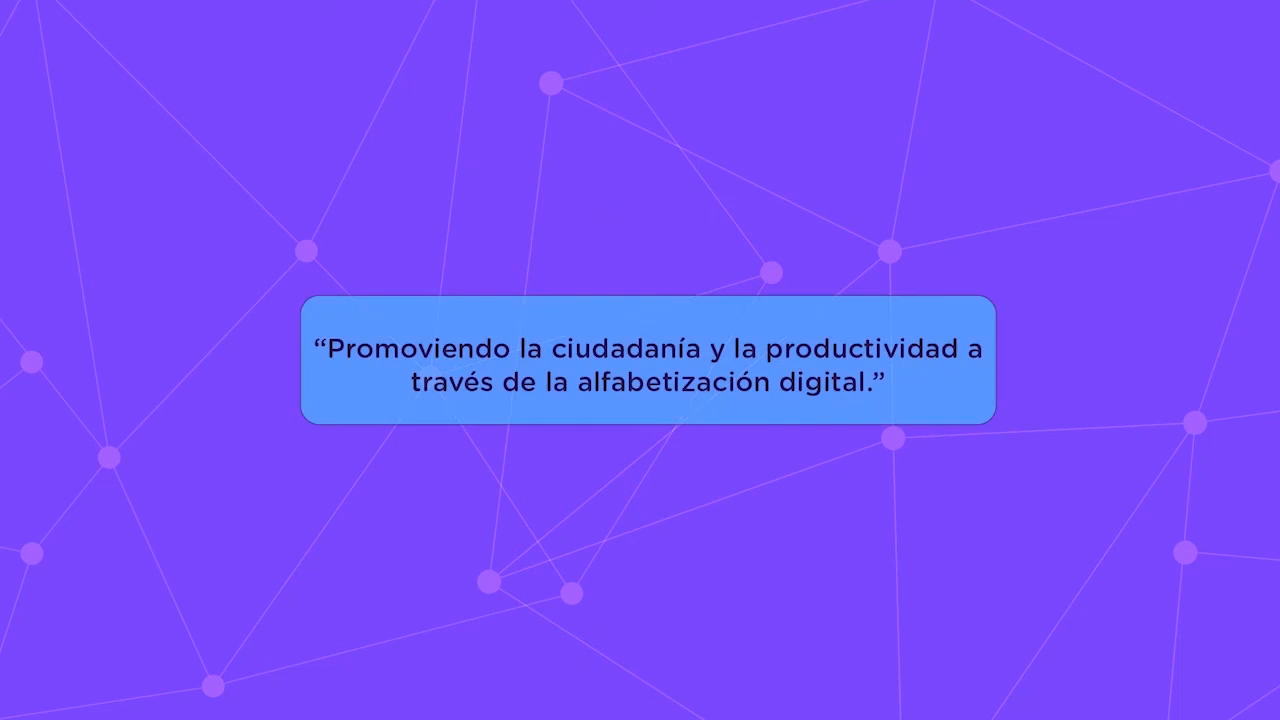 “Promoviendo la ciudadanía y la productividad a
través de la alfabetización digital.”